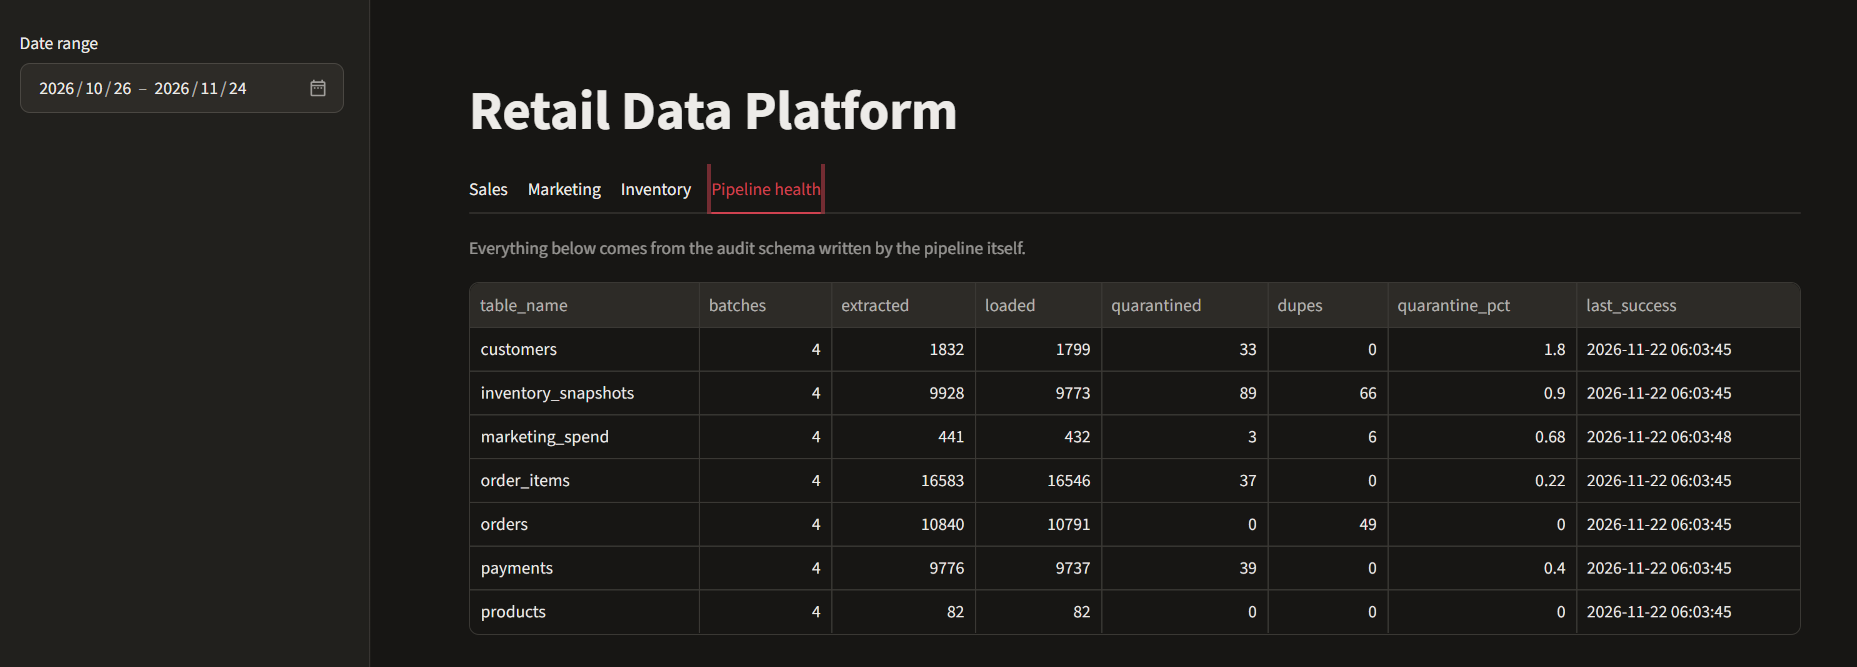 Date range
2026/10/26 – 2026/11/24
Retail Data Platform
Sales Marketing Inventory Pipeline health
Everything below comes from the audit schema written by the pipeline itself.
table_name batches extracted loaded quarantined dupes quarantine_pct last_success
customers 4 1832 1799 33 0 1.8 2026-11-22 06:03:45
inventory_snapshots 4 9928 9773 89 66 0.9 2026-11-22 06:03:45
marketing_spend 4 441 432 3 6 0.68 2026-11-22 06:03:48
order_items 4 16583 16546 37 0 0.22 2026-11-22 06:03:45
orders 4 10840 10791 0 49 0 2026-11-22 06:03:45
payments 4 9776 9737 39 0 0.4 2026-11-22 06:03:45
products 4 82 82 0 0 0 2026-11-22 06:03:45